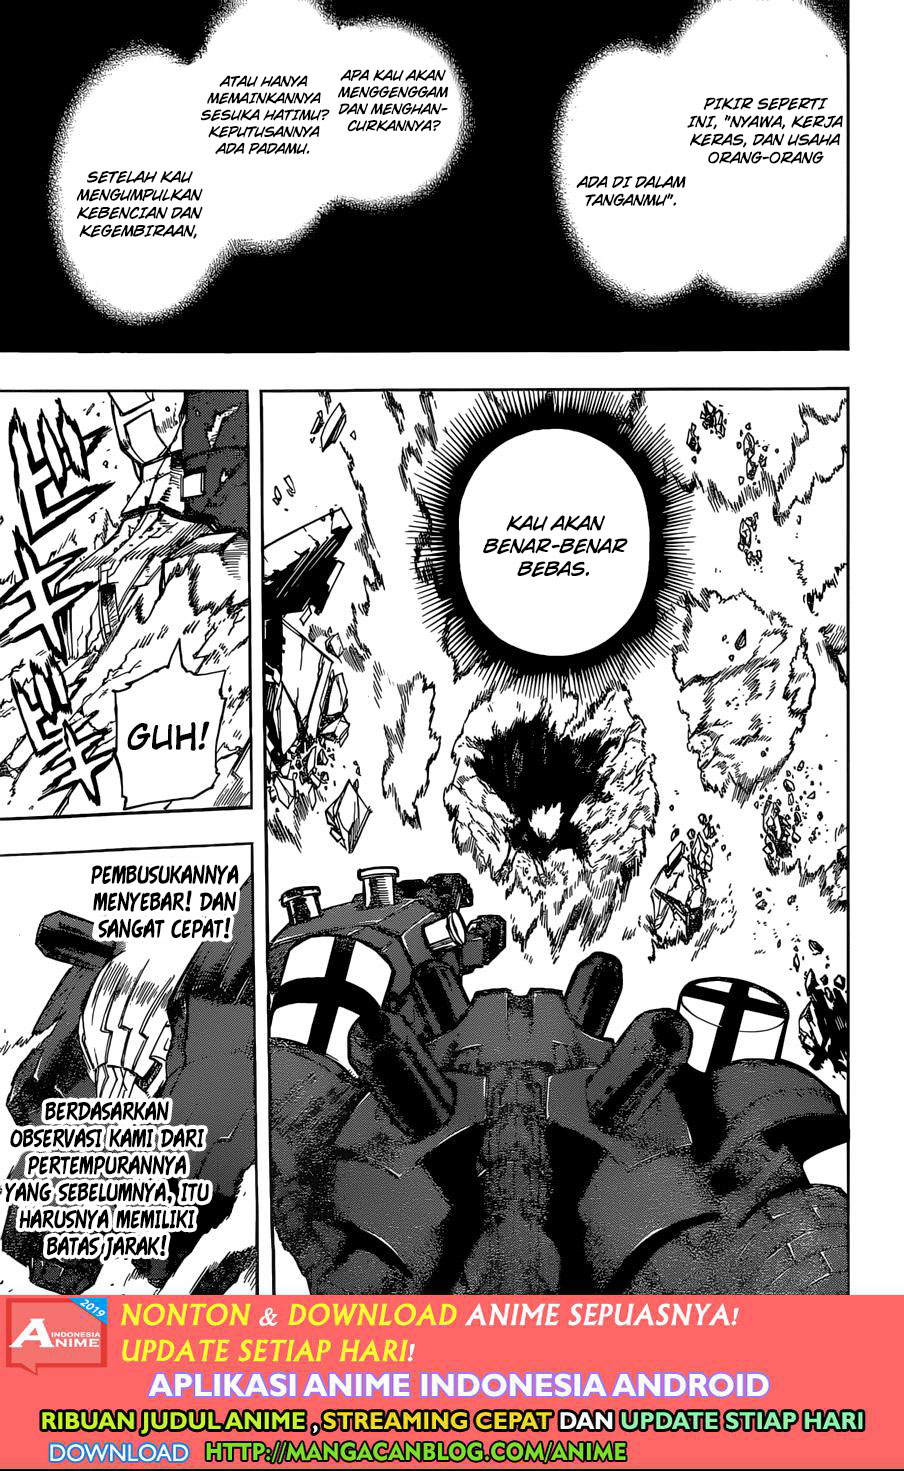 PIKIR SEPERTI
INI, "NYAWA, KERJA
KERAS, DAN USAHA
ORANG-ORANG
ADA DI DALAM
TANGANMU".
APA KAU AKAN
MENGGENGGAM
DAN MENGHAN-
CURKANNYA?
ATAU HANYA
MEMAINKANNYA
SESUKA HATIMU?
KEPUTUSANNYA
ADA PADAMU.
SETELAH KAU
MENGUMPULKAN
KEBENCIAN DAN
KEGEMBIRAAN,
KAU AKAN
BENAR-BENAR
BEBAS.
GUH!
PEMBUSUKANNYA
MENYEBAR! DAN
SANGAT CEPAT!
BERDASARKAN
OBSERVASI KAMI DARI
PERTEMPURANNYA
YANG SEBELUMNYA, ITU
HARUSNYA MEMILIKI
BATAS JARAK!
2019
INDONESIA
ANIME
NONTON & DOWNLOAD ANIME SEPUASNYA!
UPDATE SETIAP HARI!
APLIKASI ANIME INDONESIA ANDROID
RIBUAN JUDUL ANIME , STREAMING CEPAT DAN UPDATE STIAP HARI
DOWNLOAD HTTP://MANGACANBLOG.COM/ANIME